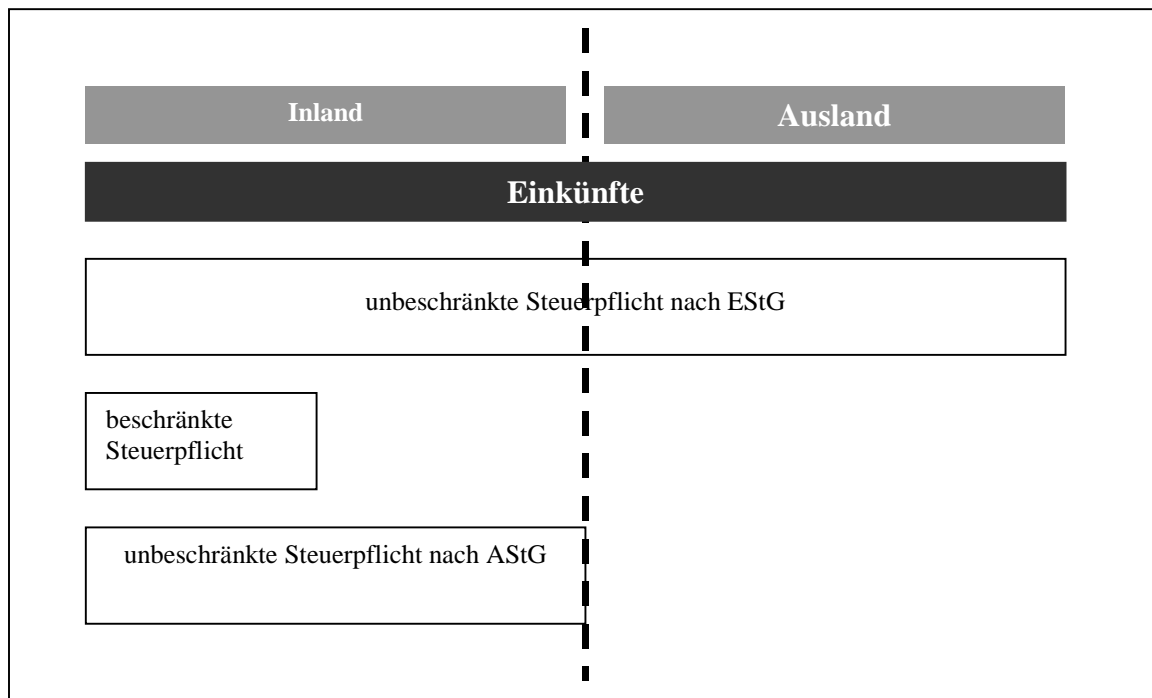 Inland
Ausland
Einkünfte
unbeschränkte Steuerpflicht nach EStG
beschränkte
Steuerpflicht
unbeschränkte Steuerpflicht nach AStG